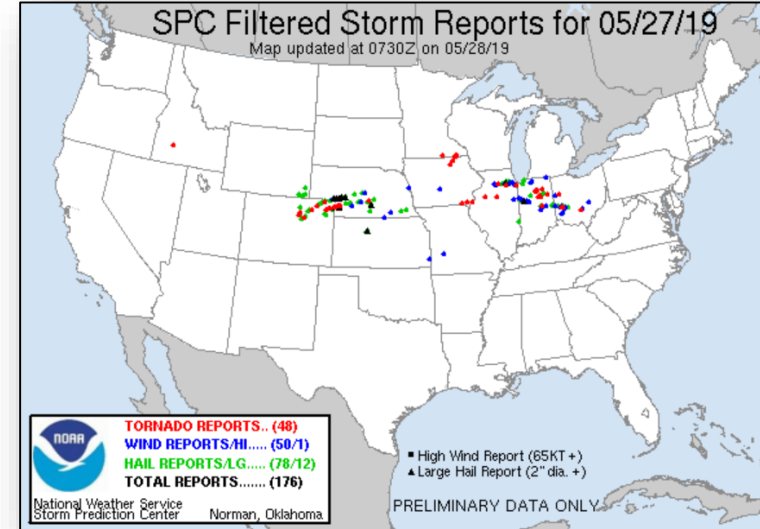 SPC Filtered Storm Reports for 05/27/19
Map updated at 0730Z on 05/28/19
NOAA
TORNADO REPORTS.. (48)
WIND REPORTS/HI..... (50/1)
HAIL REPORTS/LG..... (78/12)
TOTAL REPORTS....... (176)
National Weather Service
Storm Prediction Center Norman, Oklahoma
High Wind Report (65KT +)
Large Hail Report (2" dia. +)
PRELIMINARY DATA ONLY